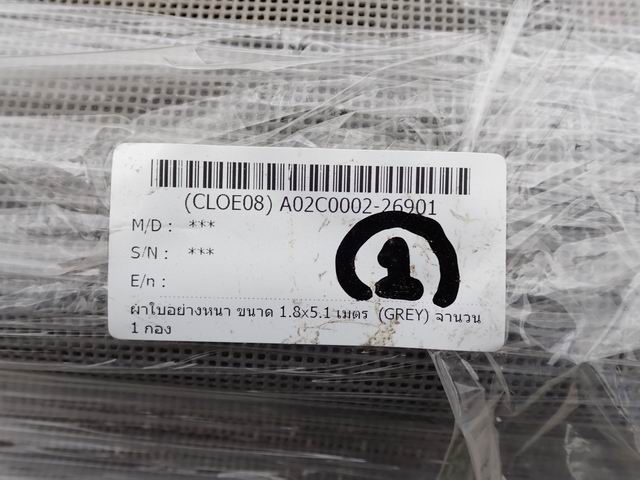 (CLOE08) A02C0002-26901
M/D : ***
S/N : ***
E/n :
ผ้าใบอย่างหนา ขนาด 1.8x5.1 เมตร (GREY) จำนวน
1 กอง
1